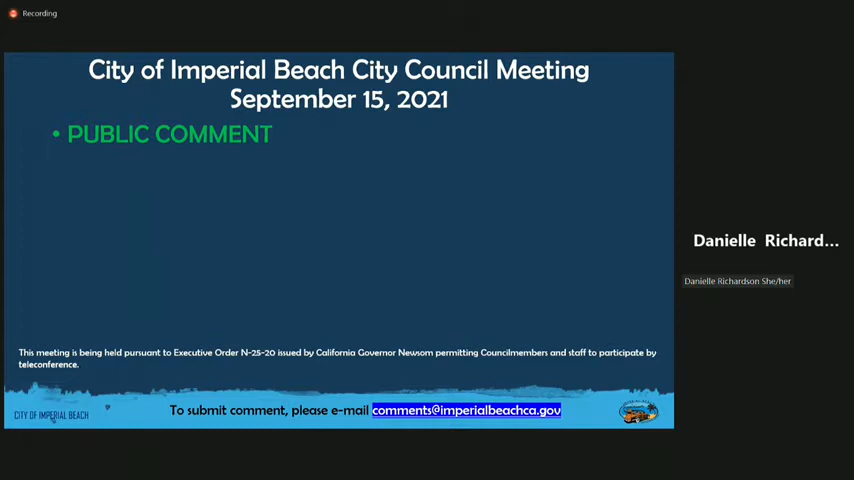 Recording
City of Imperial Beach City Council Meeting
September 15, 2021
• PUBLIC COMMENT
Danielle Richard...
Danielle Richardson She/her
This meeting is being held pursuant to Executive Order N-25-20 issued by California Governor Newsom permitting Councilmembers and staff to participate by
teleconference.
To submit comment, please e-mail comments@imperialbeachca.gov
CITY OF IMPERIAL BEACH